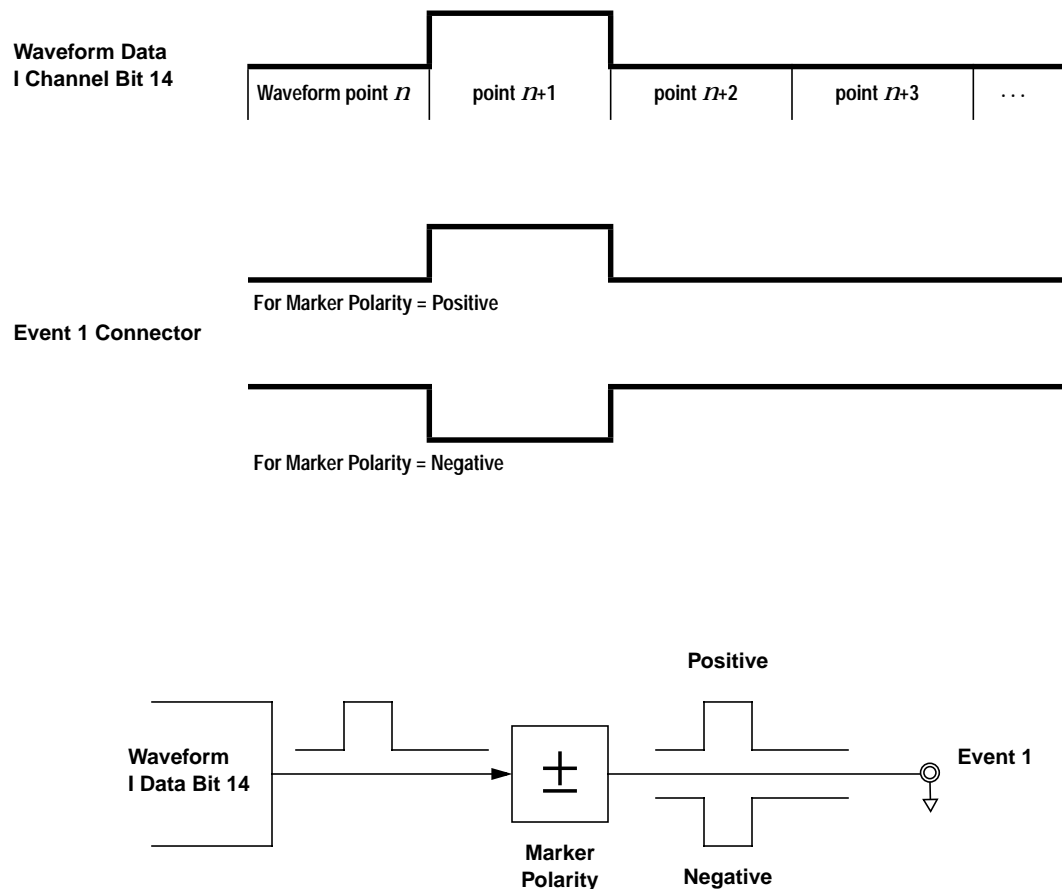 Waveform Data
I Channel Bit 14
Waveform point n
point n+1
point n+2
point n+3
...
For Marker Polarity = Positive
Event 1 Connector
For Marker Polarity = Negative
Positive
Waveform
I Data Bit 14
±
Event 1
Marker
Polarity
Negative